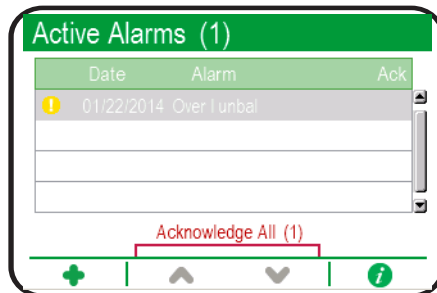 Active Alarms (1)
Date Alarm Ack
01/22/2014 Over I unbal
Acknowledge All (1)